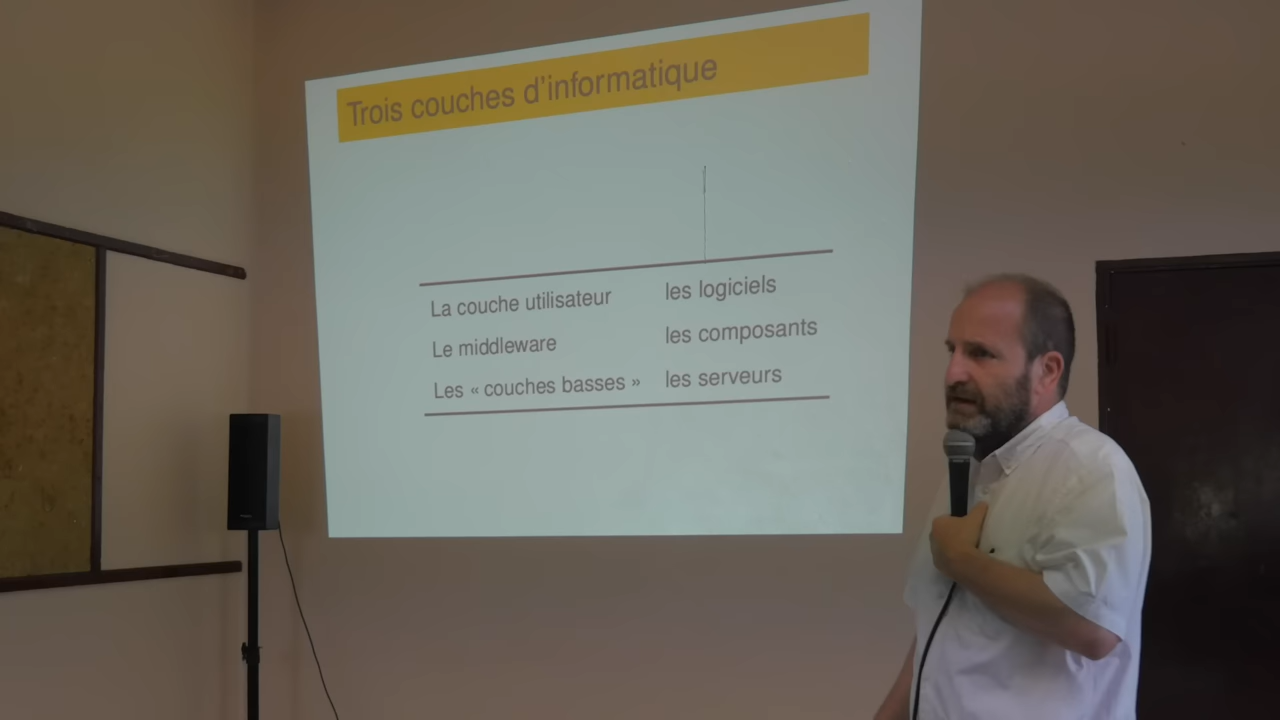 Trois couches d'informatique
La couche utilisateur les logiciels
Le middleware les composants
Les « couches basses » les serveurs